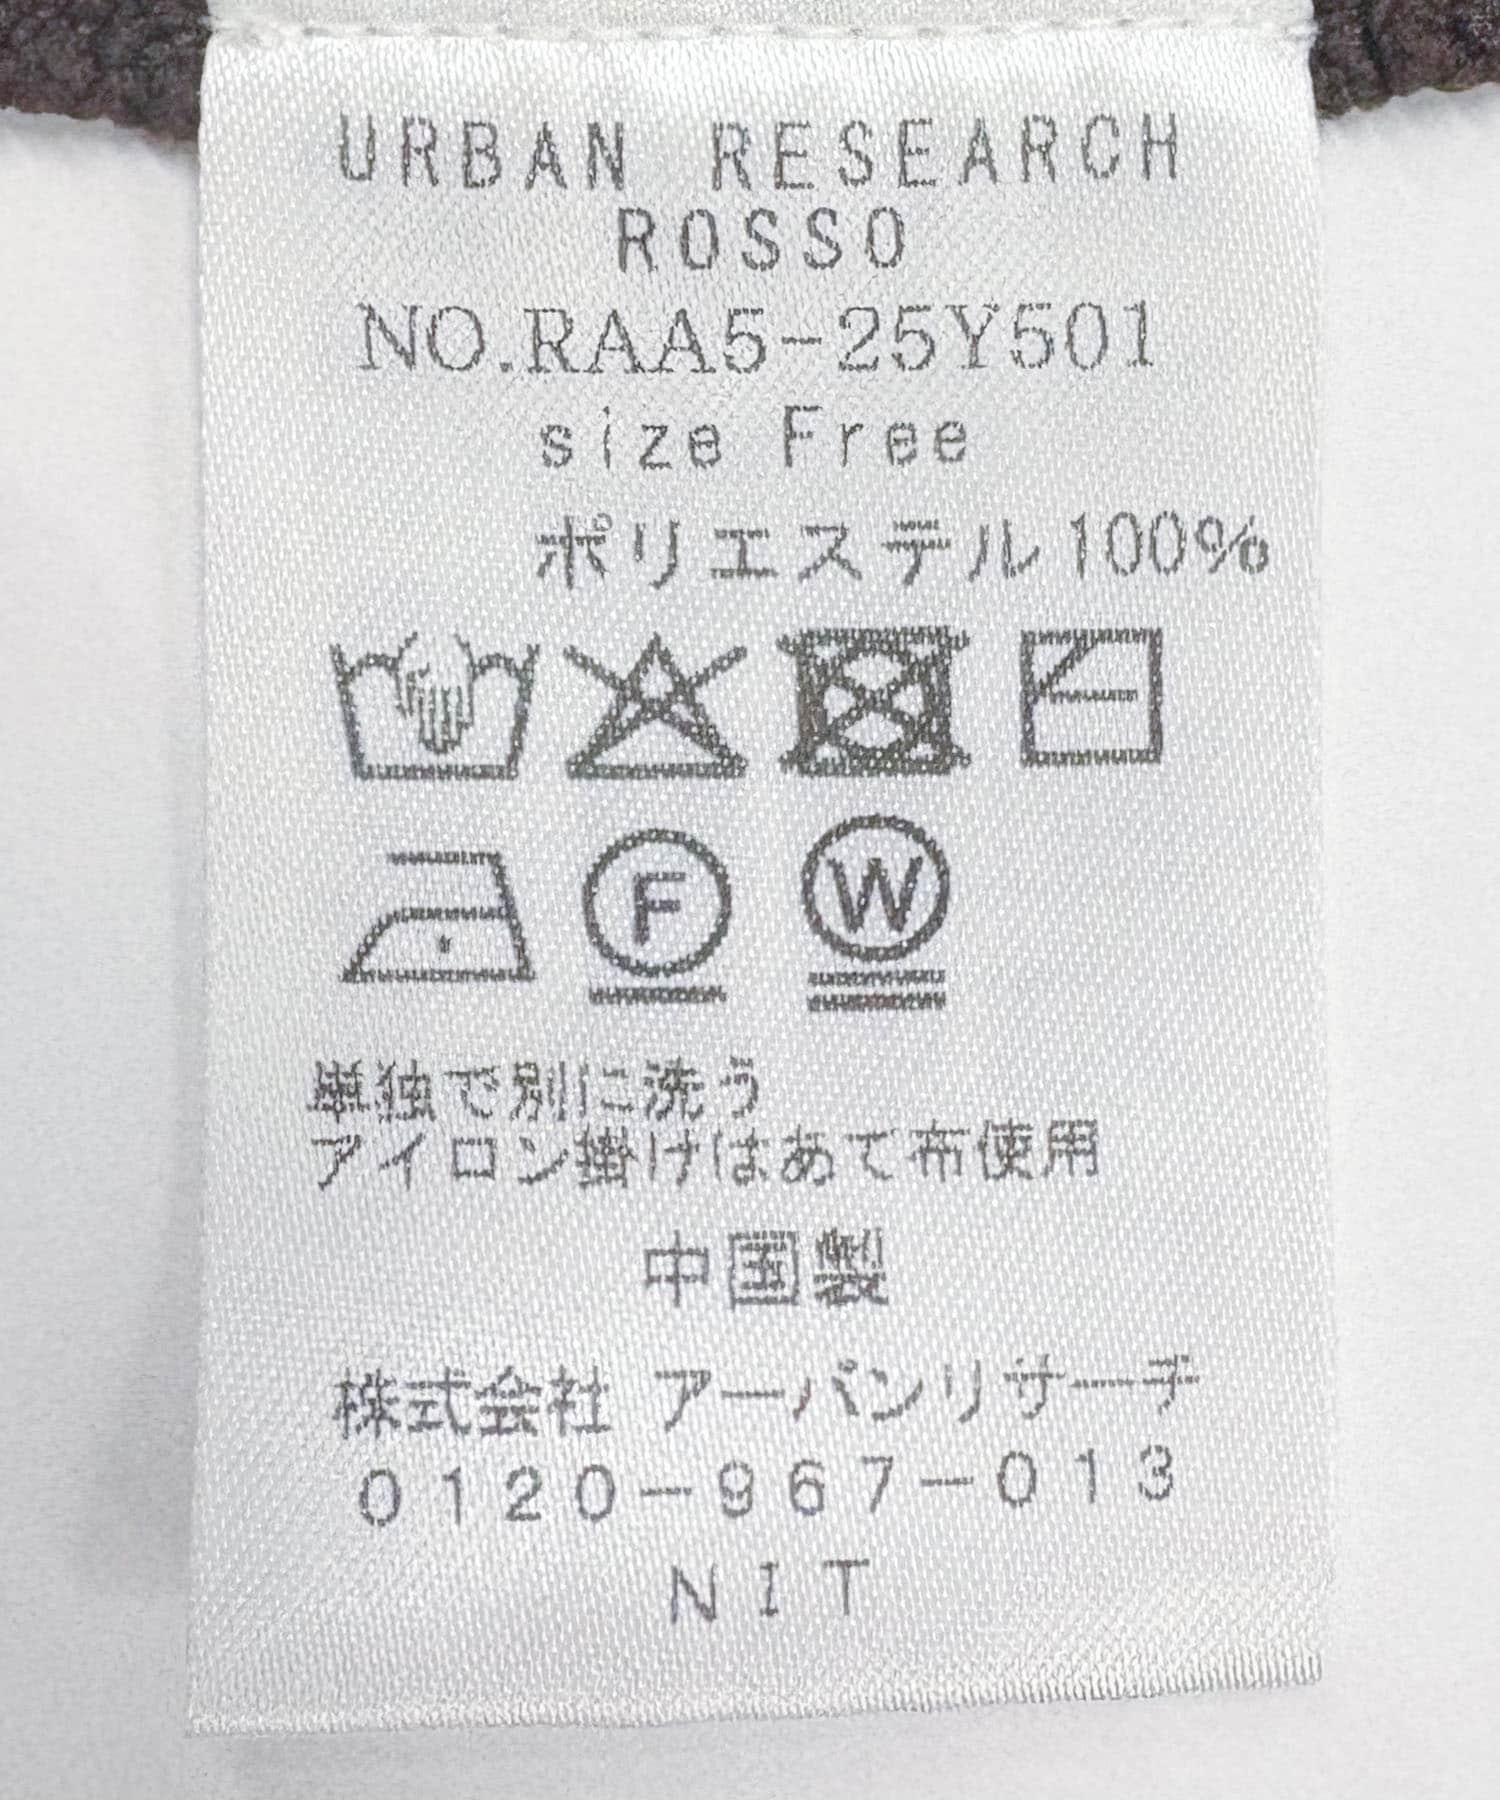 URBAN RESEARCH
ROSSO
NO.RAA5-25Y501
size Free
ポリエステル100%
F
W
単独で別に洗う
アイロン掛けはあて布使用
中国製
株式会社 アーバンリサーチ
0120-967-013
NIT